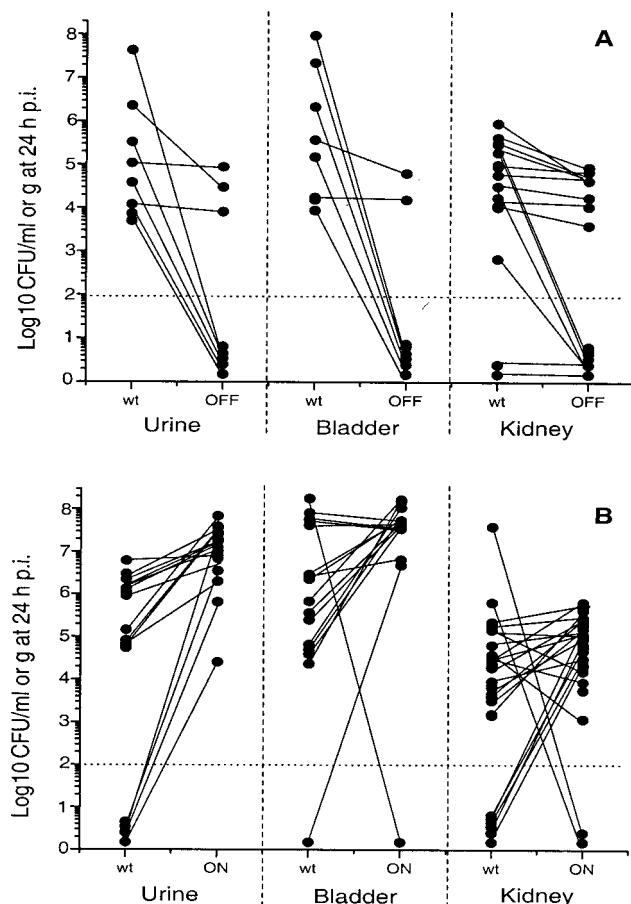 A
Log10 CFU/ml or g at 24 h p.i.
8
7
6
5
4
3
2
1
0
wt OFF wt OFF wt OFF
Urine Bladder Kidney
B
Log10 CFU/ml or g at 24 h p.i.
8
7
6
5
4
3
2
1
0
wt ON wt ON wt ON
Urine Bladder Kidney